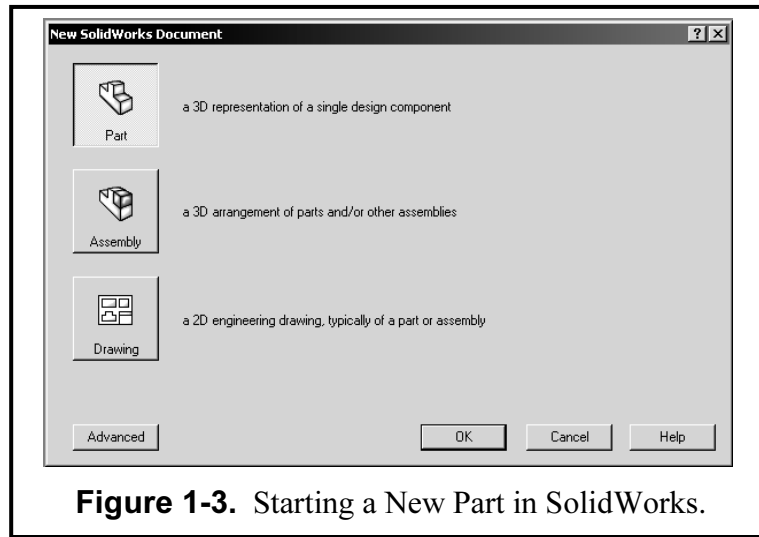 New SolidWorks Document
Part
a 3D representation of a single design component
Assembly
a 3D arrangement of parts and/or other assemblies
Drawing
a 2D engineering drawing, typically of a part or assembly
Advanced
OK
Cancel
Help
Figure 1-3. Starting a New Part in SolidWorks.